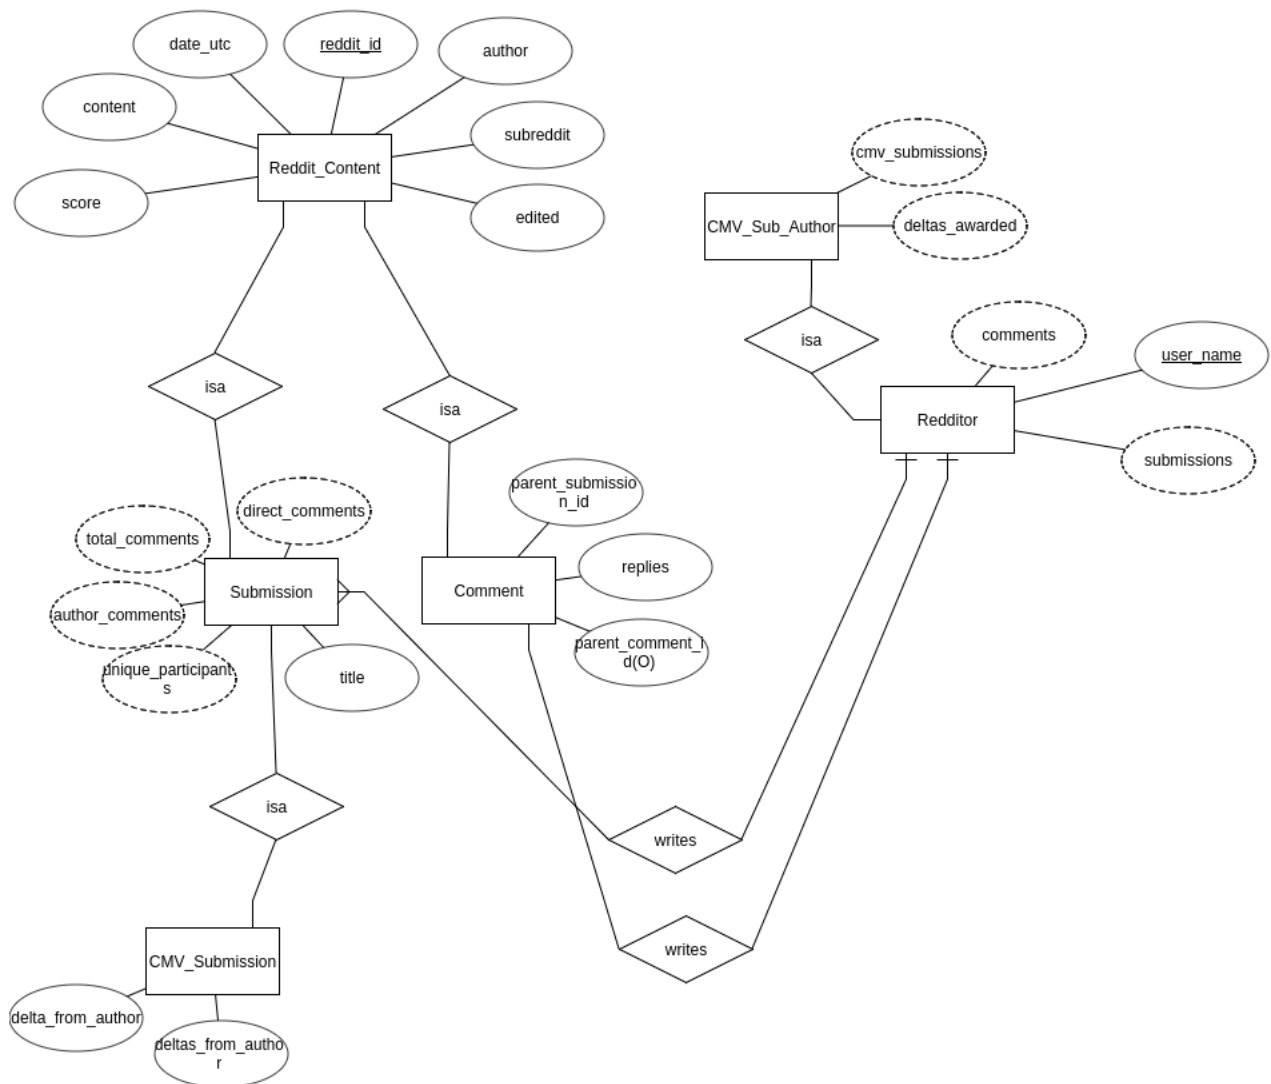 date_utc
reddit_id
author
content
subreddit
Reddit_Content
score
edited
cmv_submissions
CMV_Sub_Author
deltas_awarded
isa
comments
user_name
isa
isa
Redditor
submissions
parent_submissio
n_id
direct_comments
total_comments
replies
Submission
Comment
author_comments
parent_comment_i
d(O)
unique_participant
s
title
isa
writes
writes
CMV_Submission
delta_from_author
deltas_from_autho
r